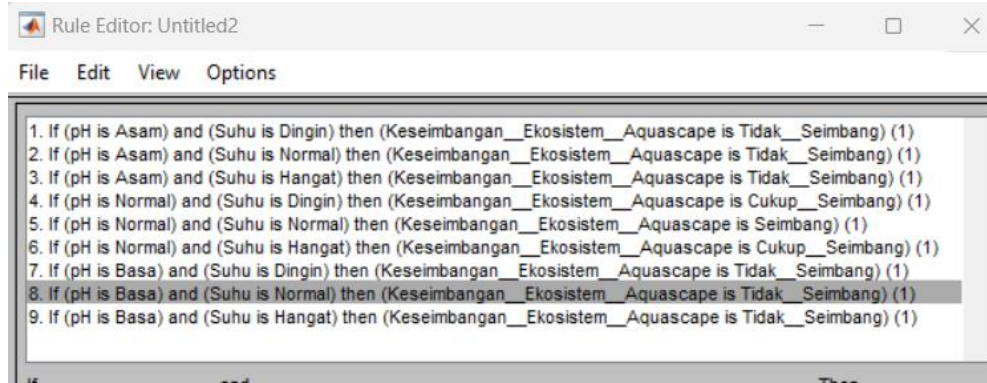 Rule Editor: Untitled2
File Edit View Options
1. If (pH is Asam) and (Suhu is Dingin) then (Keseimbangan__Ekosistem__Aquascape is Tidak__Seimbang) (1)
2. If (pH is Asam) and (Suhu is Normal) then (Keseimbangan__Ekosistem__Aquascape is Tidak__Seimbang) (1)
3. If (pH is Asam) and (Suhu is Hangat) then (Keseimbangan__Ekosistem__Aquascape is Tidak__Seimbang) (1)
4. If (pH is Normal) and (Suhu is Dingin) then (Keseimbangan__Ekosistem__Aquascape is Cukup__Seimbang) (1)
5. If (pH is Normal) and (Suhu is Normal) then (Keseimbangan__Ekosistem__Aquascape is Seimbang) (1)
6. If (pH is Normal) and (Suhu is Hangat) then (Keseimbangan__Ekosistem__Aquascape is Cukup__Seimbang) (1)
7. If (pH is Basa) and (Suhu is Dingin) then (Keseimbangan__Ekosistem__Aquascape is Tidak__Seimbang) (1)
8. If (pH is Basa) and (Suhu is Normal) then (Keseimbangan__Ekosistem__Aquascape is Tidak__Seimbang) (1)
9. If (pH is Basa) and (Suhu is Hangat) then (Keseimbangan__Ekosistem__Aquascape is Tidak__Seimbang) (1)
If and Then